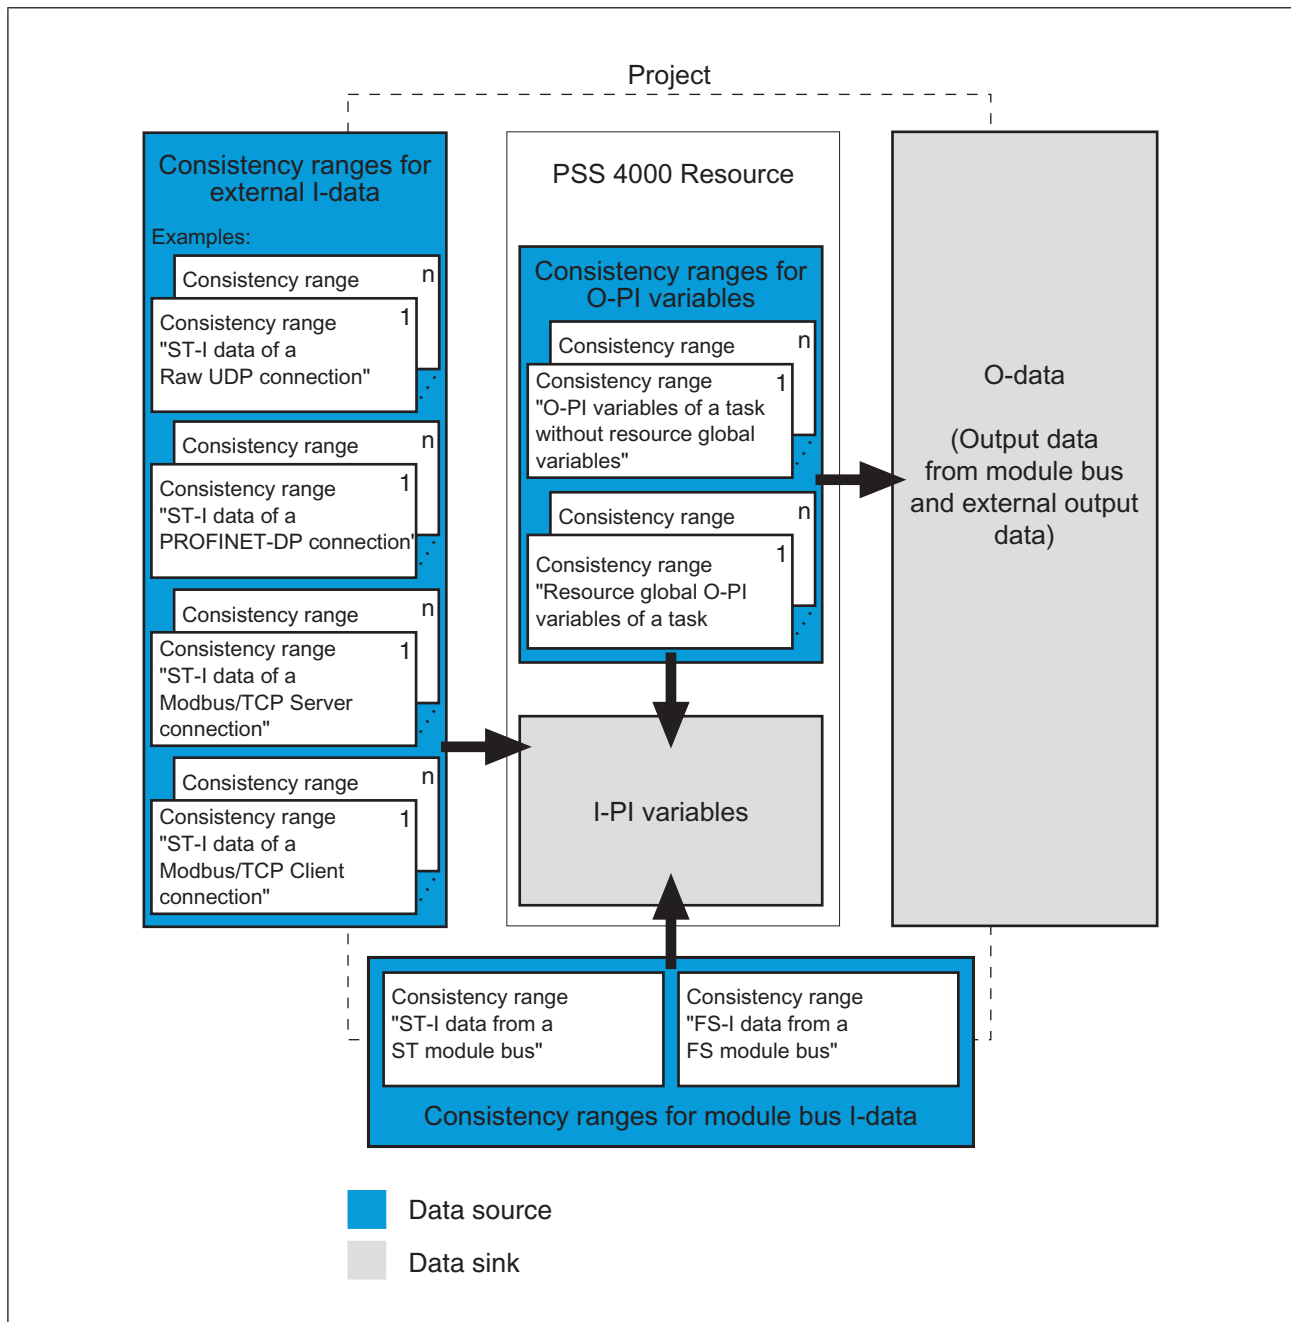 Project
Consistency ranges for
external I-data
Examples:
Consistency range
n
Consistency range
1
"ST-I data of a
Raw UDP connection"
Consistency range
n
Consistency range
1
"ST-I data of a
PROFINET-DP connection"
Consistency range
n
Consistency range
1
"ST-I data of a
Modbus/TCP Server
connection"
Consistency range
n
Consistency range
1
"ST-I data of a
Modbus/TCP Client
connection"
PSS 4000 Resource
Consistency ranges for
O-PI variables
Consistency range
n
Consistency range
1
"O-PI variables of a task
without resource global
variables"
Consistency range
n
Consistency range
1
"Resource global O-PI
variables of a task
I-PI variables
O-data
(Output data
from module bus
and external output
data)
Consistency range
"ST-I data from a
ST module bus"
Consistency range
"FS-I data from a
FS module bus"
Consistency ranges for module bus I-data
Data source
Data sink